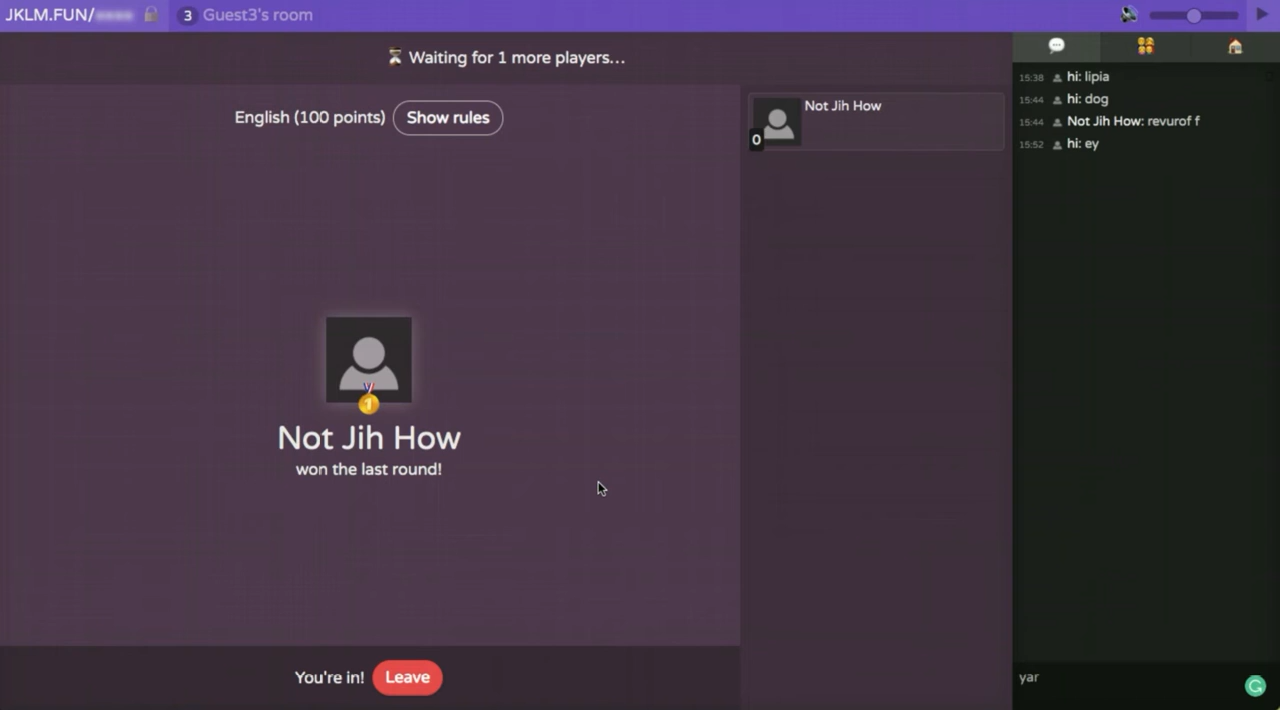 JKLM.FUN/
3 Guest3's room
Waiting for 1 more players...
English (100 points) Show rules
Not Jih How
0
15:38 hi: lipia
15:44 hi: dog
15:44 Not Jih How: revurof f
15:52 hi: ey
1
Not Jih How
won the last round!
You're in! Leave
yar